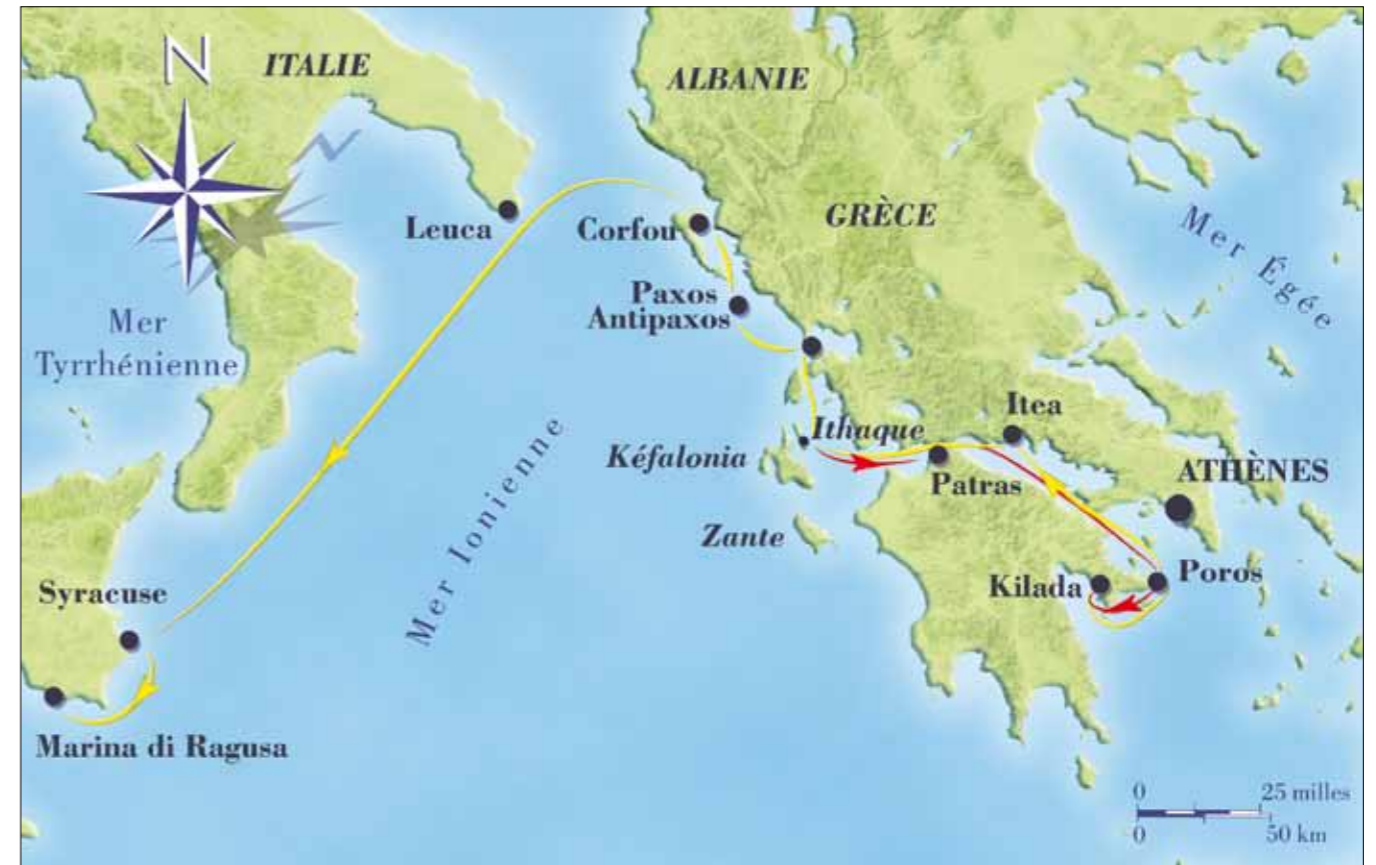 N
ITALIE
ALBANIE
GRÈCE
Leuca
Corfou
Mer Égée
Paxos
Antipaxos
Mer
Tyrrhénienne
Itea
Ithaque
Kéfalonia
ATHÈNES
Patras
Mer Ionienne
Zante
Poros
Kilada
Syracuse
Marina di Ragusa
0 25 milles
0 50 km